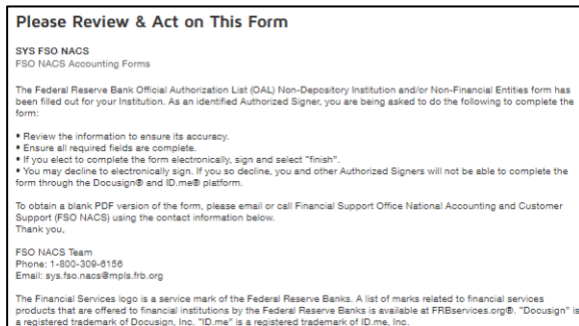 Please Review & Act on This Form
SYS FSO NACS
FSO NACS Accounting Forms
The Federal Reserve Bank Official Authorization List (OAL) Non-Depository Institution and/or Non-Financial Entities form has
been filled out for your Institution. As an identified Authorized Signer, you are being asked to do the following to complete the
form:
• Review the information to ensure its accuracy.
• Ensure all required fields are complete.
• If you elect to complete the form electronically, sign and select "finish".
• You may decline to electronically sign. If you so decline, you and other Authorized Signers will not be able to complete the
form through the Docusign® and ID.me® platform.
To obtain a blank PDF version of the form, please email or call Financial Support Office National Accounting and Customer
Support (FSO NACS) using the contact information below.
Thank you,
FSO NACS Team
Phone: 1-800-309-6156
Email: sys.fso.nacs@mpls.frb.org
The Financial Services logo is a service mark of the Federal Reserve Banks. A list of marks related to financial services
products that are offered to financial institutions by the Federal Reserve Banks is available at FRBservices.org®. "Docusign" is
a registered trademark of Docusign, Inc. "ID.me" is a registered trademark of ID.me, Inc.